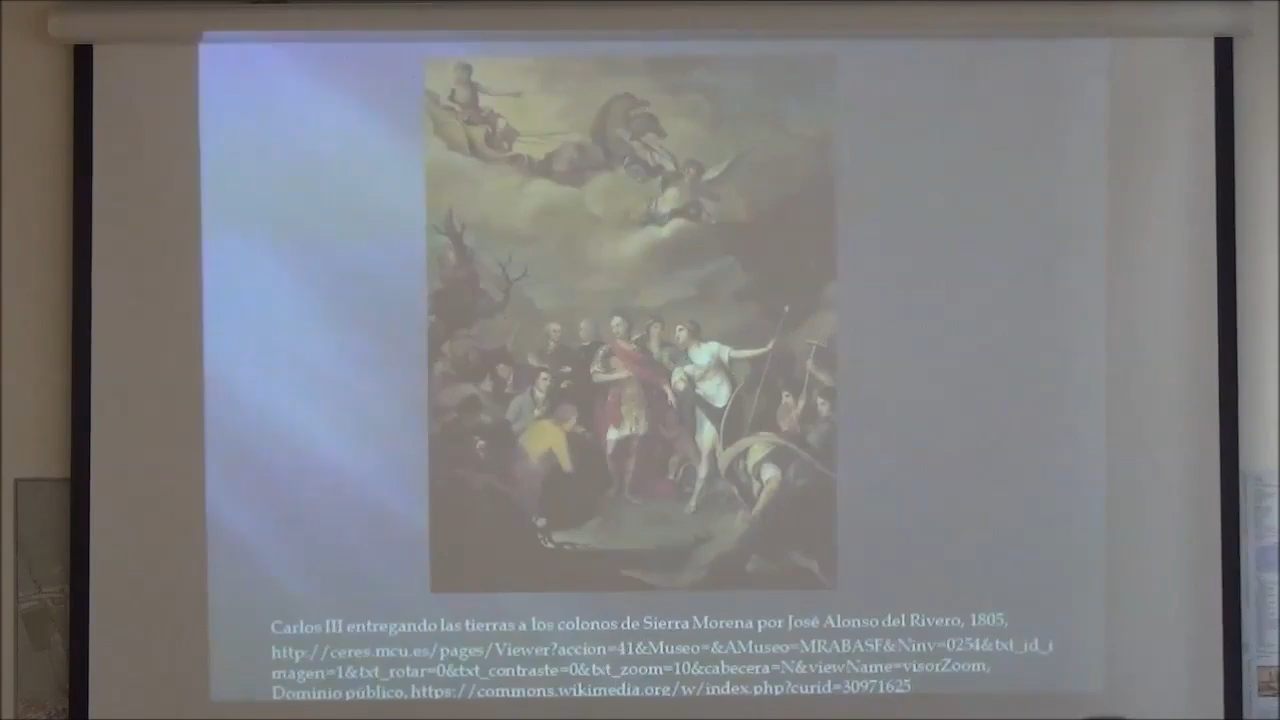 Carlos III entregando las tierras a los colonos de Sierra Morena por José Alonso del Rivero, 1805,
http://ceres.mcu.es/pages/Viewer?accion=41&Museo=&AMuseo=MRABASF&Ninv=0254&txt_id_i
magen=1&txt_rotar=0&txt_contraste=0&txt_zoom=10&cabecera=N&viewName=visorZoom,
Dominio público, https://commons.wikimedia.org/w/index.php?curid=30971625